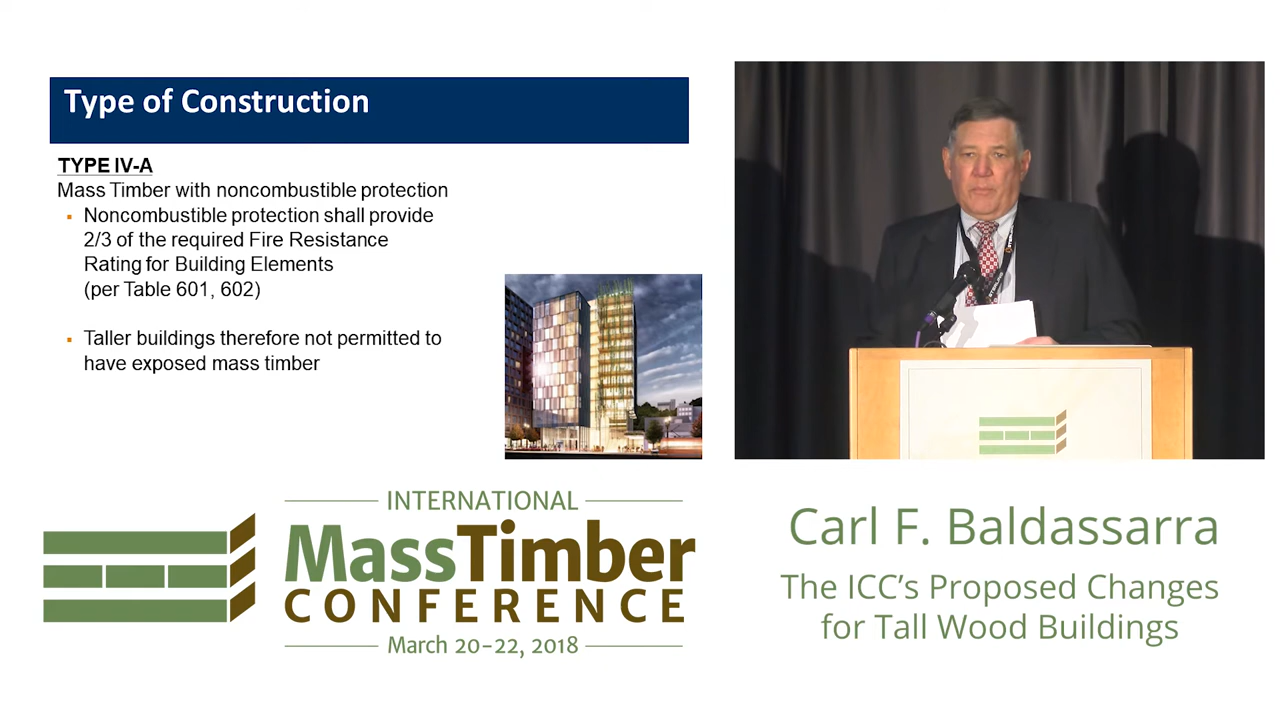 Type of Construction
TYPE IV-A
Mass Timber with noncombustible protection
▪ Noncombustible protection shall provide
2/3 of the required Fire Resistance
Rating for Building Elements
(per Table 601, 602)
▪ Taller buildings therefore not permitted to
have exposed mass timber
INTERNATIONAL
MassTimber
CONFERENCE
March 20–22, 2018
Carl F. Baldassarra
The ICC’s Proposed Changes
for Tall Wood Buildings